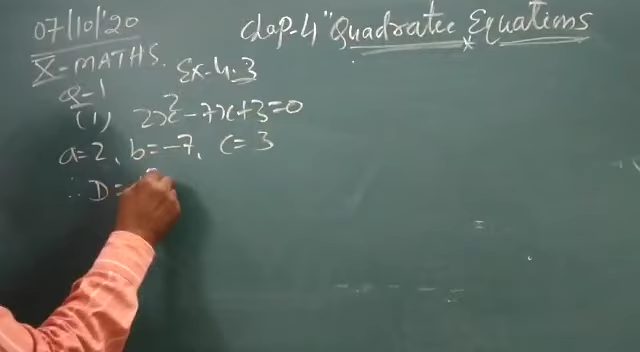 07/10/'20
Chap-4 "Quadratic Equations
X-MATHS.
Ex-4.3
Q-1
(1) 2x²-7x+3=0
a=2, b=-7, c=3
∴ D=